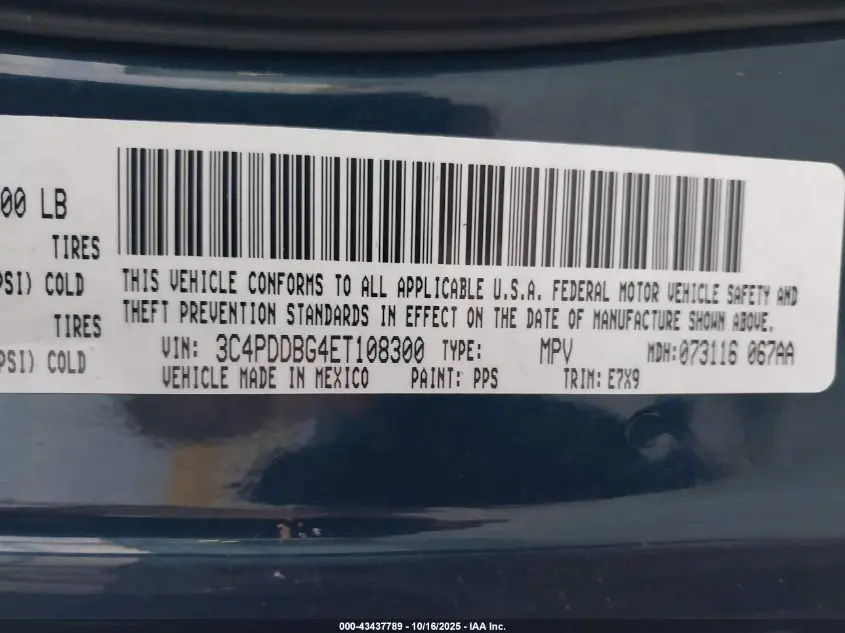 00 LB
TIRES
PSI) COLD
TIRES
PSI) COLD
THIS VEHICLE CONFORMS TO ALL APPLICABLE U.S.A. FEDERAL MOTOR VEHICLE SAFETY AND
THEFT PREVENTION STANDARDS IN EFFECT ON THE DATE OF MANUFACTURE SHOWN ABOVE.
VIN: 3C4PDDBG4ET108300 TYPE: MPV MDH:073116 067AA
VEHICLE MADE IN MEXICO PAINT: PPS TRIM: E7X9
000-43437789 - 10/16/2025 - IAA Inc.